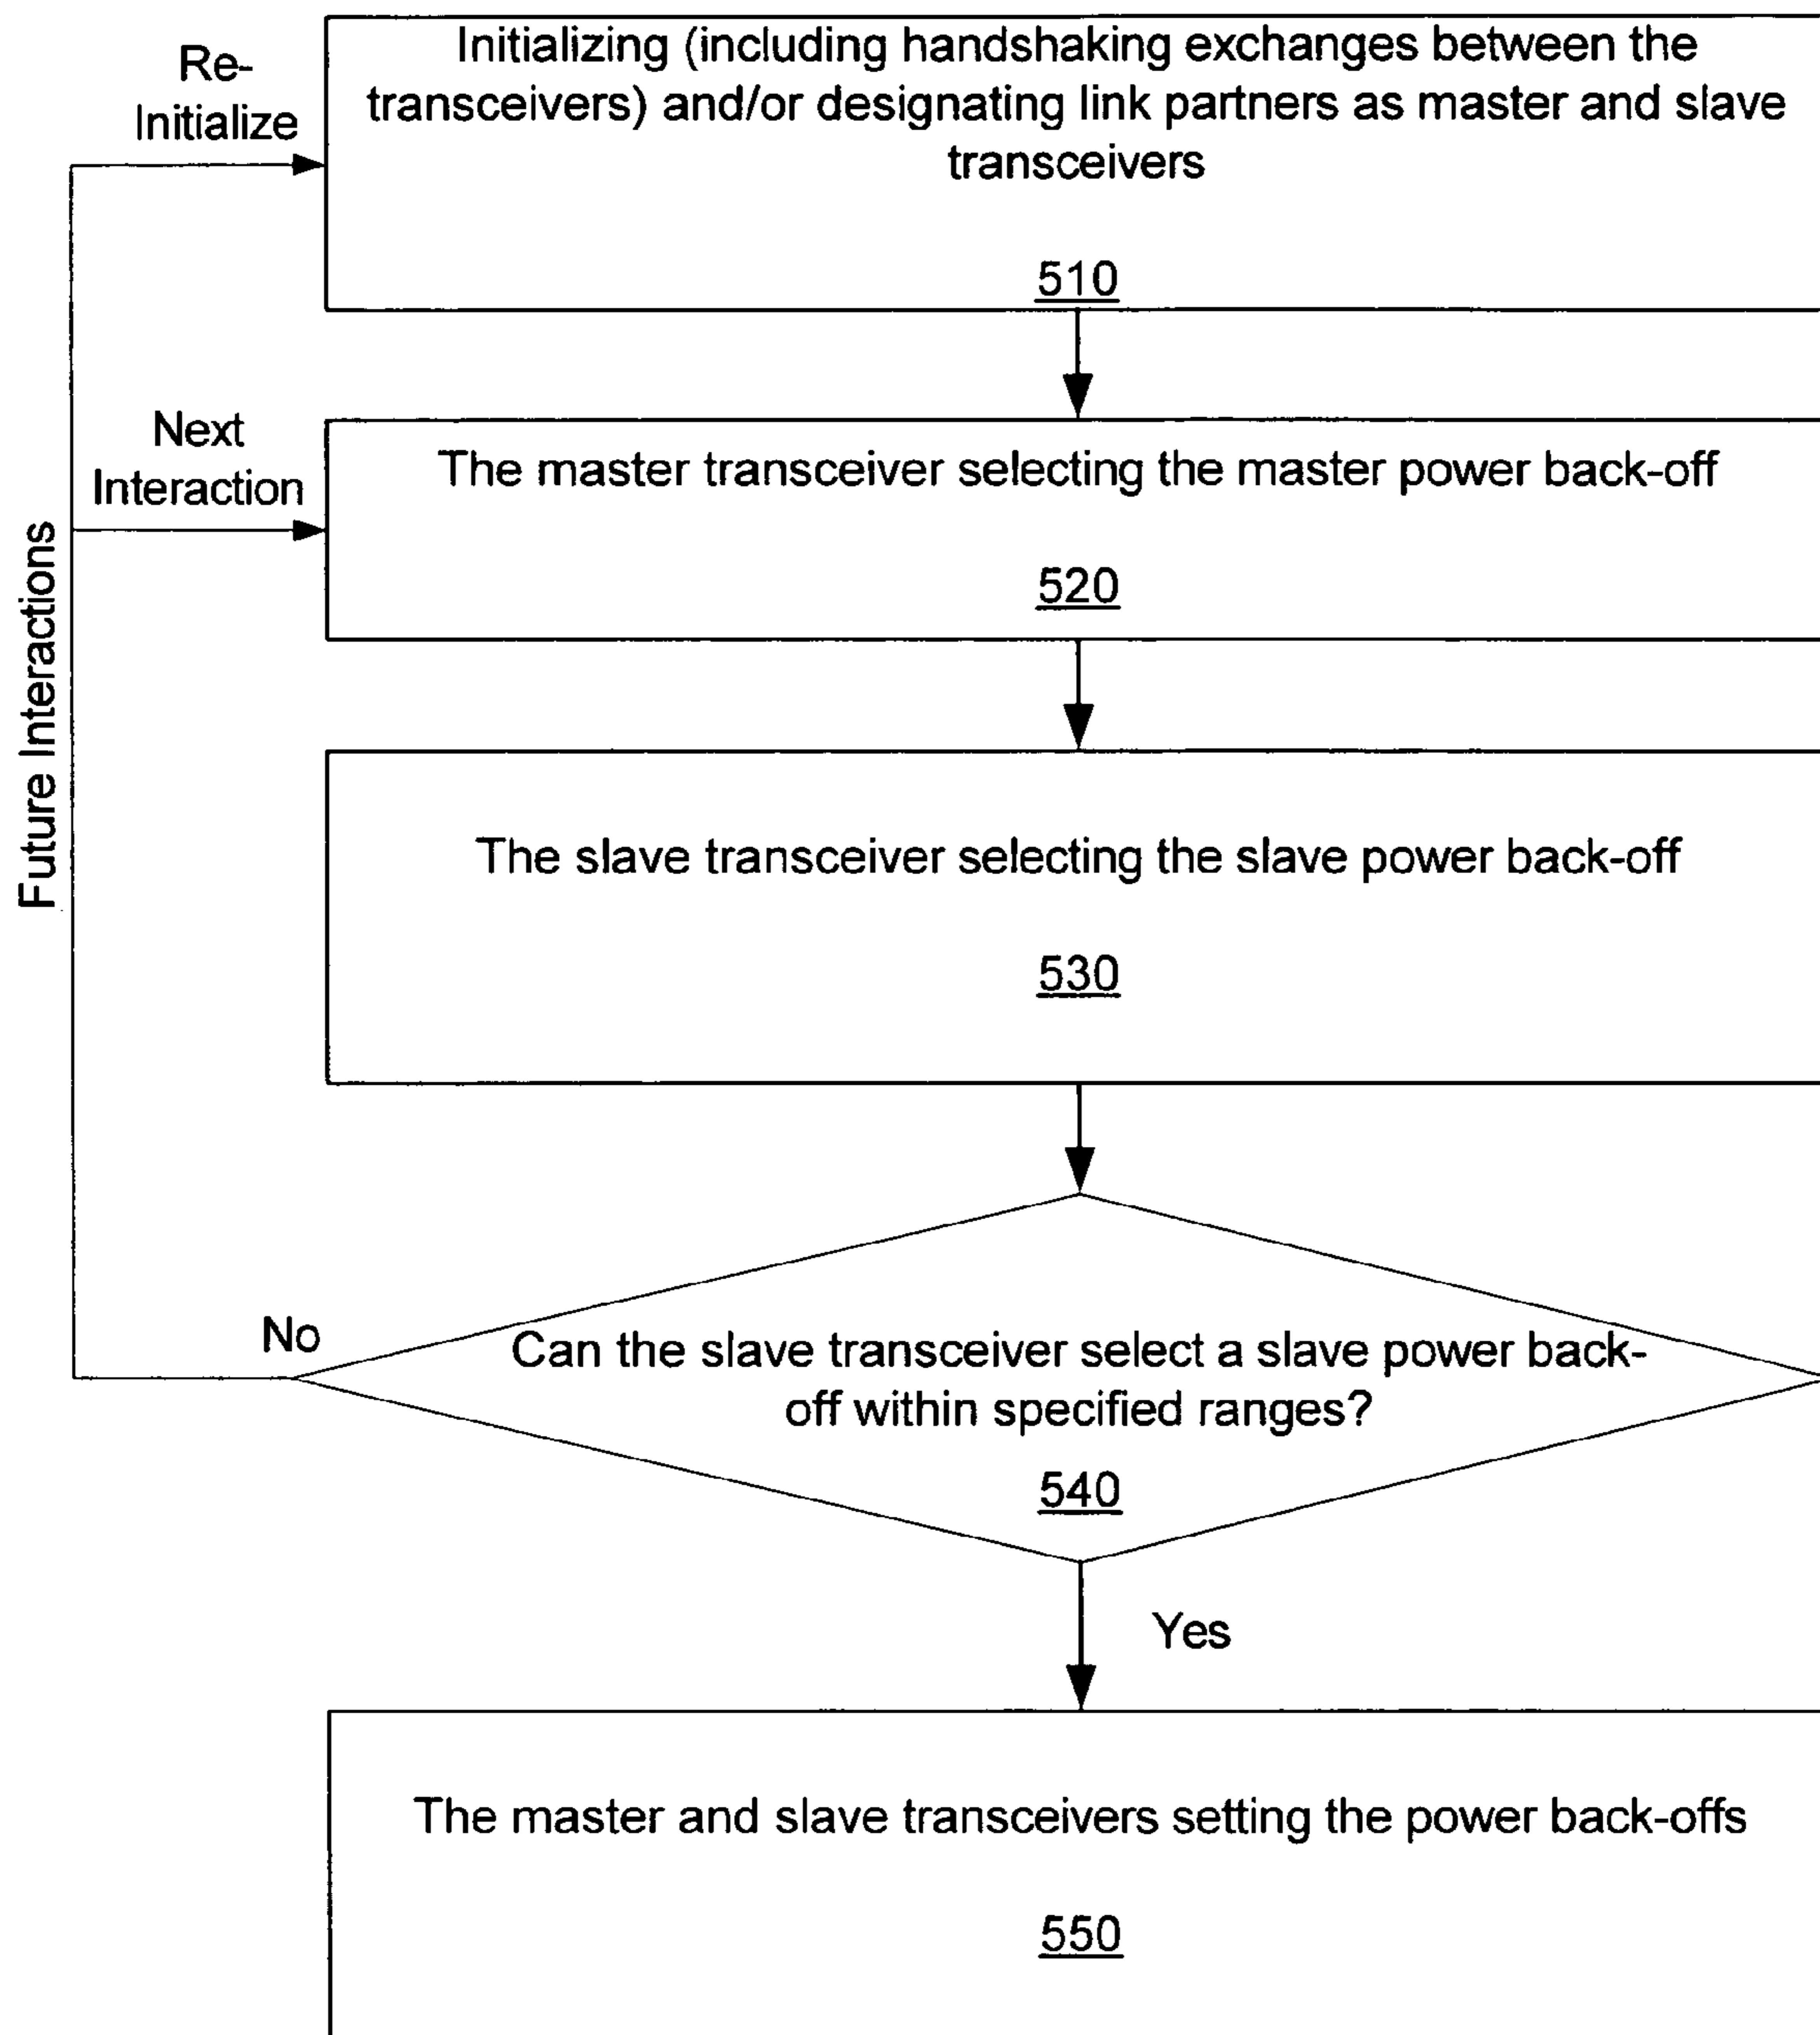 Re-
Initialize
Initializing (including handshaking exchanges between the
transceivers) and/or designating link partners as master and slave
transceivers
510
Next
Interaction
The master transceiver selecting the master power back-off
520
Future Interactions
The slave transceiver selecting the slave power back-off
530
No
Can the slave transceiver select a slave power back-
off within specified ranges?
540
Yes
The master and slave transceivers setting the power back-offs
550